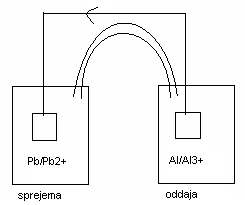 Pb/Pb2+
Al/Al3+
sprejema
oddaja